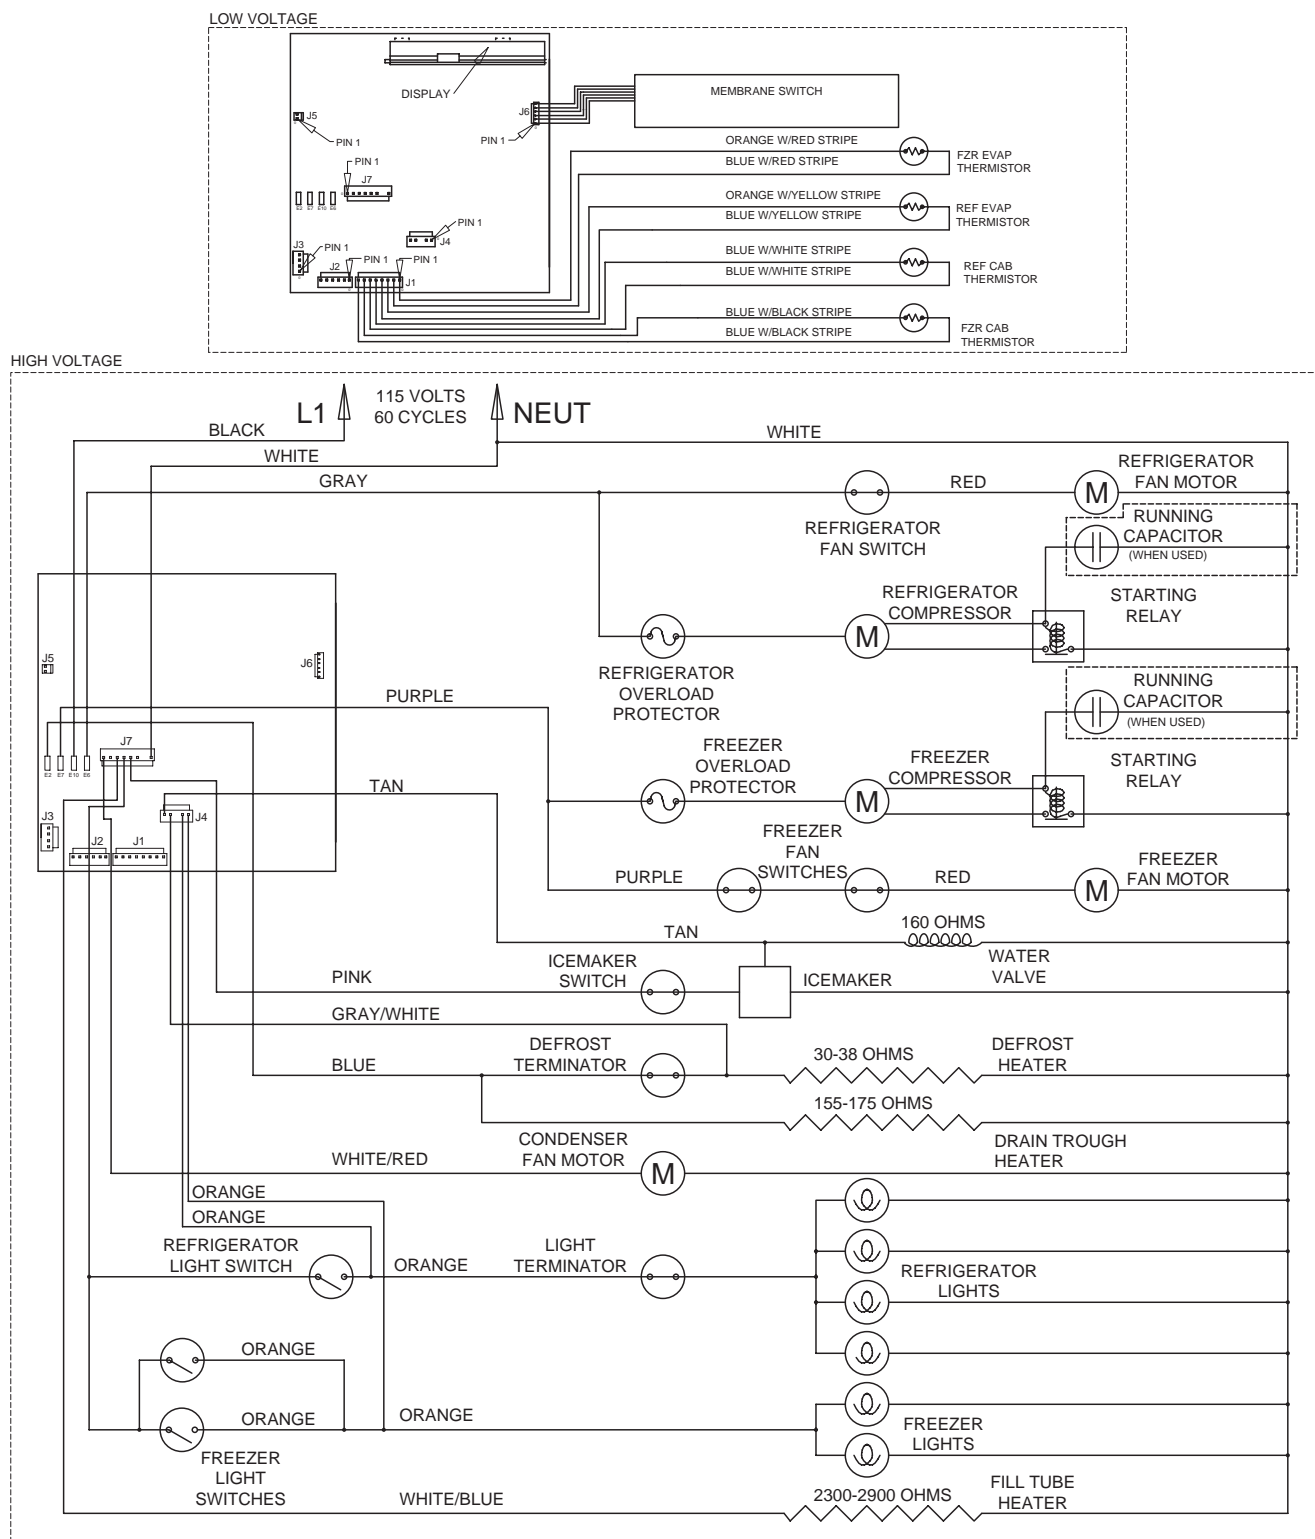 LOW VOLTAGE
DISPLAY
J6
MEMBRANE SWITCH
J5
PIN 1
PIN 1
ORANGE W/RED STRIPE
BLUE W/RED STRIPE
FZR EVAP
THERMISTOR
PIN 1
J7
E2 E7 E10 E6
ORANGE W/YELLOW STRIPE
BLUE W/YELLOW STRIPE
REF EVAP
THERMISTOR
PIN 1
J4
J3
PIN 1
BLUE W/WHITE STRIPE
BLUE W/WHITE STRIPE
REF CAB
THERMISTOR
J2
PIN 1
PIN 1
J1
BLUE W/BLACK STRIPE
BLUE W/BLACK STRIPE
FZR CAB
THERMISTOR
HIGH VOLTAGE
L1
115 VOLTS
60 CYCLES
NEUT
BLACK
WHITE
WHITE
GRAY
RED
REFRIGERATOR
FAN MOTOR
M
REFRIGERATOR
FAN SWITCH
RUNNING
CAPACITOR
(WHEN USED)
REFRIGERATOR
COMPRESSOR
M
STARTING
RELAY
J5
J6
REFRIGERATOR
OVERLOAD
PROTECTOR
PURPLE
RUNNING
CAPACITOR
(WHEN USED)
J7
E2 E7 E10 E6
FREEZER
OVERLOAD
PROTECTOR
FREEZER
COMPRESSOR
M
STARTING
RELAY
TAN
J3
J4
J2
J1
FREEZER
FAN
SWITCHES
PURPLE
RED
FREEZER
FAN MOTOR
M
TAN
160 OHMS
WATER
VALVE
PINK
ICEMAKER
SWITCH
ICEMAKER
GRAY/WHITE
BLUE
DEFROST
TERMINATOR
30-38 OHMS
DEFROST
HEATER
155-175 OHMS
DRAIN TROUGH
HEATER
WHITE/RED
CONDENSER
FAN MOTOR
M
ORANGE
ORANGE
REFRIGERATOR
LIGHT SWITCH
ORANGE
LIGHT
TERMINATOR
REFRIGERATOR
LIGHTS
ORANGE
ORANGE
ORANGE
FREEZER
LIGHTS
FREEZER
LIGHT
SWITCHES
WHITE/BLUE
2300-2900 OHMS
FILL TUBE
HEATER